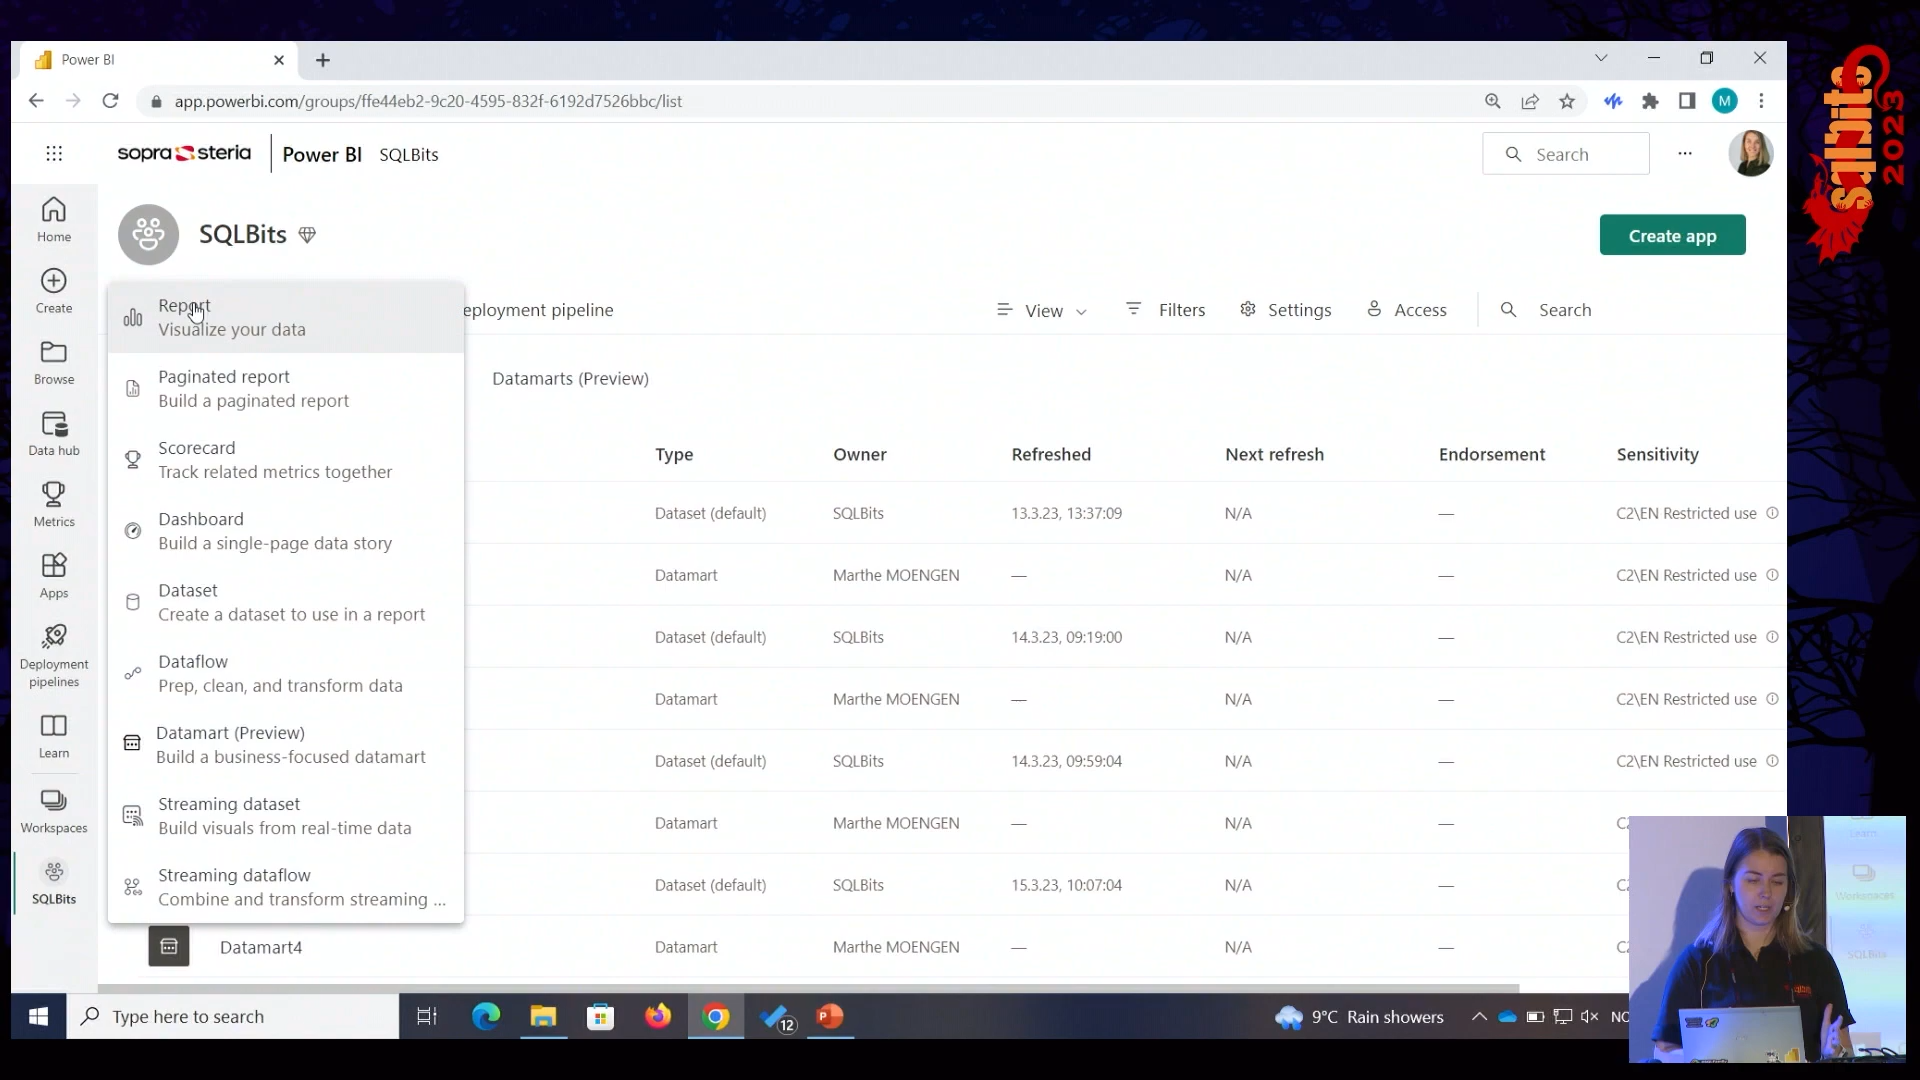 Power BI
app.powerbi.com/groups/ffe44eb2-9c20-4595-832f-6192d7526bbc/list
M
sopra steria
Power BI
SQLBits
Search
SQLBits
Create app
Home
Create
Browse
Data hub
Metrics
Apps
Deployment
pipelines
Learn
Workspaces
SQLBits
Report
Visualize your data
Paginated report
Build a paginated report
Scorecard
Track related metrics together
Dashboard
Build a single-page data story
Dataset
Create a dataset to use in a report
Dataflow
Prep, clean, and transform data
Datamart (Preview)
Build a business-focused datamart
Streaming dataset
Build visuals from real-time data
Streaming dataflow
Combine and transform streaming ...
eployment pipeline
View
Filters
Settings
Access
Search
Datamarts (Preview)
Type Owner Refreshed Next refresh Endorsement Sensitivity
Dataset (default) SQLBits 13.3.23, 13:37:09 N/A — C2\EN Restricted use
Datamart Marthe MOENGEN — N/A — C2\EN Restricted use
Dataset (default) SQLBits 14.3.23, 09:19:00 N/A — C2\EN Restricted use
Datamart Marthe MOENGEN — N/A — C2\EN Restricted use
Dataset (default) SQLBits 14.3.23, 09:59:04 N/A — C2\EN Restricted use
Datamart Marthe MOENGEN — N/A — C2
Dataset (default) SQLBits 15.3.23, 10:07:04 N/A — C2
Datamart4 Datamart Marthe MOENGEN — N/A — C2
Type here to search
12
P
9°C Rain showers
NO
sqlbits
2023
Learn
Workspaces
SQLBits